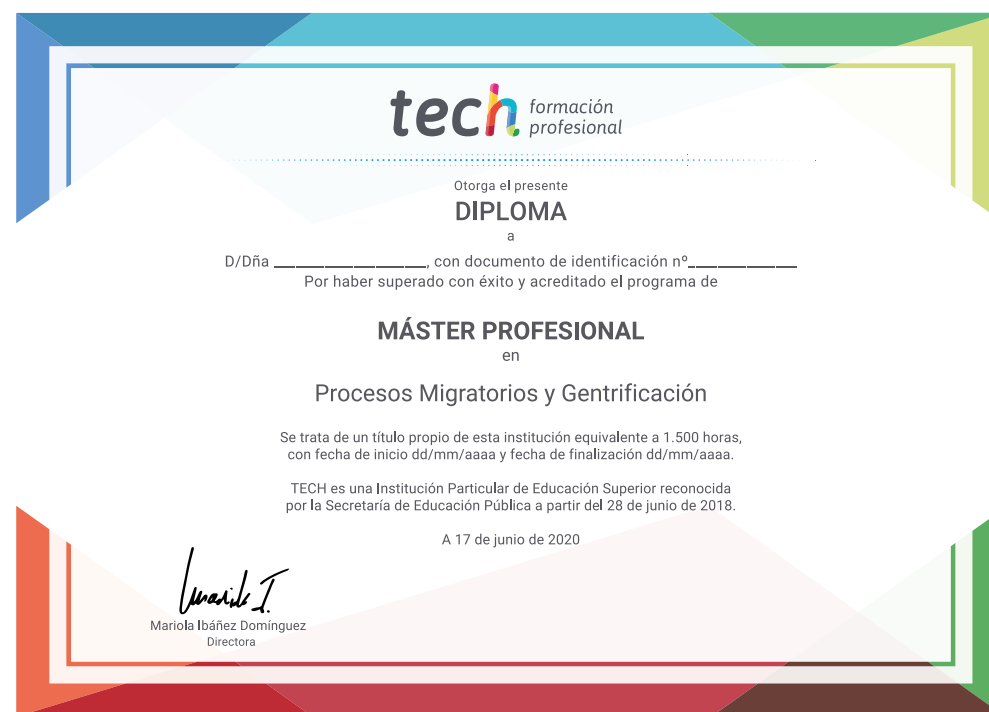 tech formación
profesional
Otorga el presente
DIPLOMA
a
D/Dña ______________, con documento de identificación nº__________
Por haber superado con éxito y acreditado el programa de
MÁSTER PROFESIONAL
en
Procesos Migratorios y Gentrificación
Se trata de un título propio de esta institución equivalente a 1.500 horas,
con fecha de inicio dd/mm/aaaa y fecha de finalización dd/mm/aaaa.
TECH es una Institución Particular de Educación Superior reconocida
por la Secretaría de Educación Pública a partir del 28 de junio de 2018.
A 17 de junio de 2020
Mariola Ibáñez Domínguez
Directora